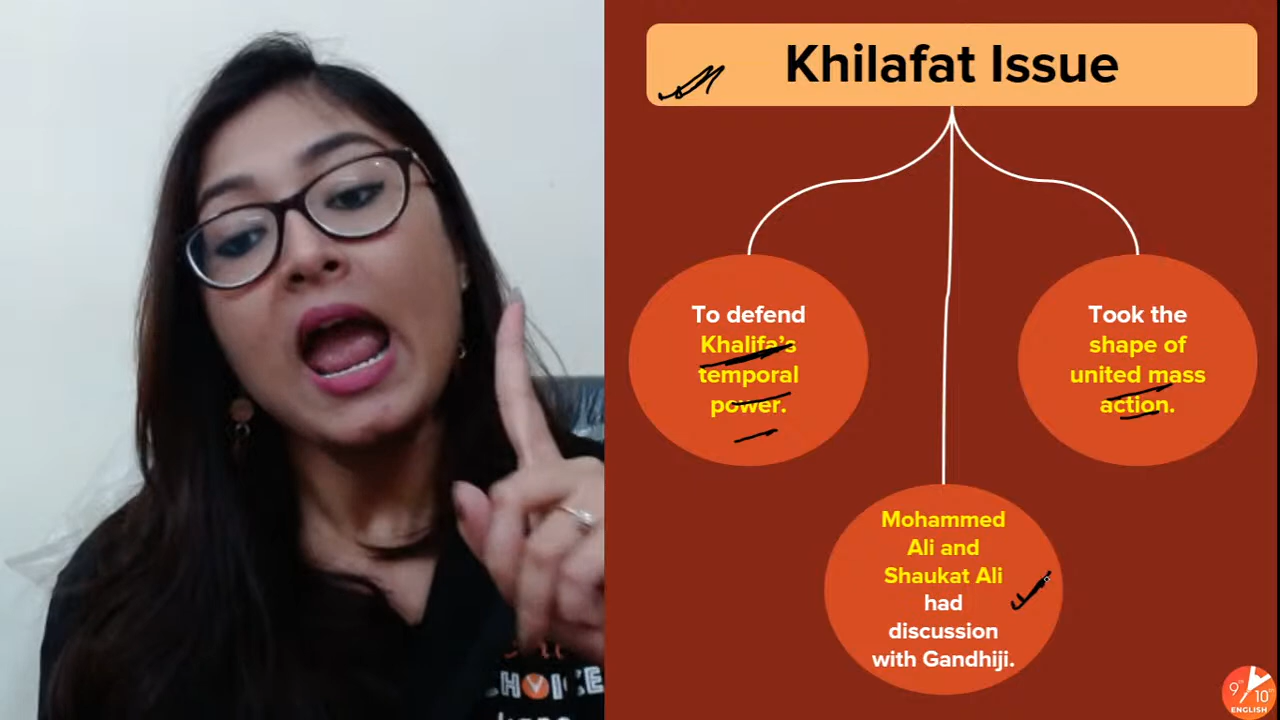 Khilafat Issue
To defend
Khalifa's
temporal
power.
Took the
shape of
united mass
action.
Mohammed
Ali and
Shaukat Ali
had
discussion
with Gandhiji.
9th 10th
ENGLISH